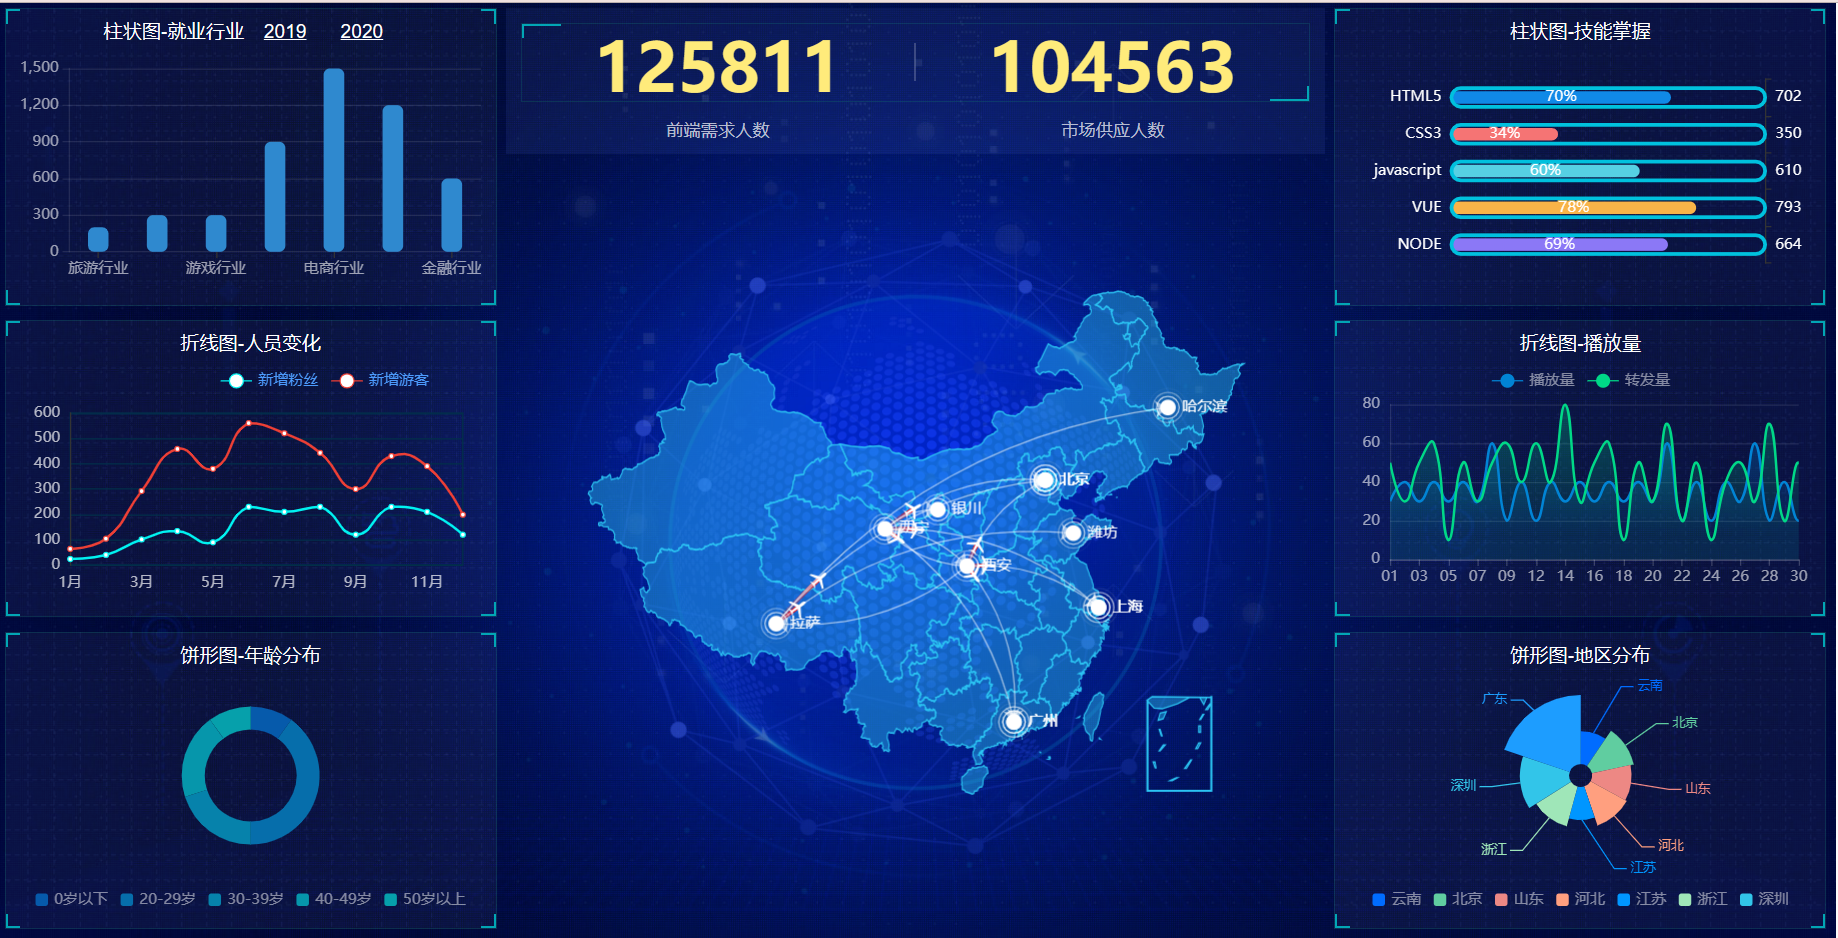 柱状图-就业行业 2019 2020
1,500
1,200
900
600
300
0
旅游行业 游戏行业 电商行业 金融行业
折线图-人员变化
新增粉丝 新增游客
600
500
400
300
200
100
0
1月 3月 5月 7月 9月 11月
饼形图-年龄分布
0岁以下 20-29岁 30-39岁 40-49岁 50岁以上
125811 104563
前端需求人数 市场供应人数
哈尔滨
北京
银川
西宁
潍坊
西安
上海
拉萨
广州
柱状图-技能掌握
HTML5 70% 702
CSS3 34% 350
javascript 60% 610
VUE 78% 793
NODE 69% 664
折线图-播放量
播放量 转发量
80
60
40
20
0
01 03 05 07 09 12 14 16 18 20 22 24 26 28 30
饼形图-地区分布
云南
广东
北京
深圳
山东
浙江
河北
江苏
云南 北京 山东 河北 江苏 浙江 深圳